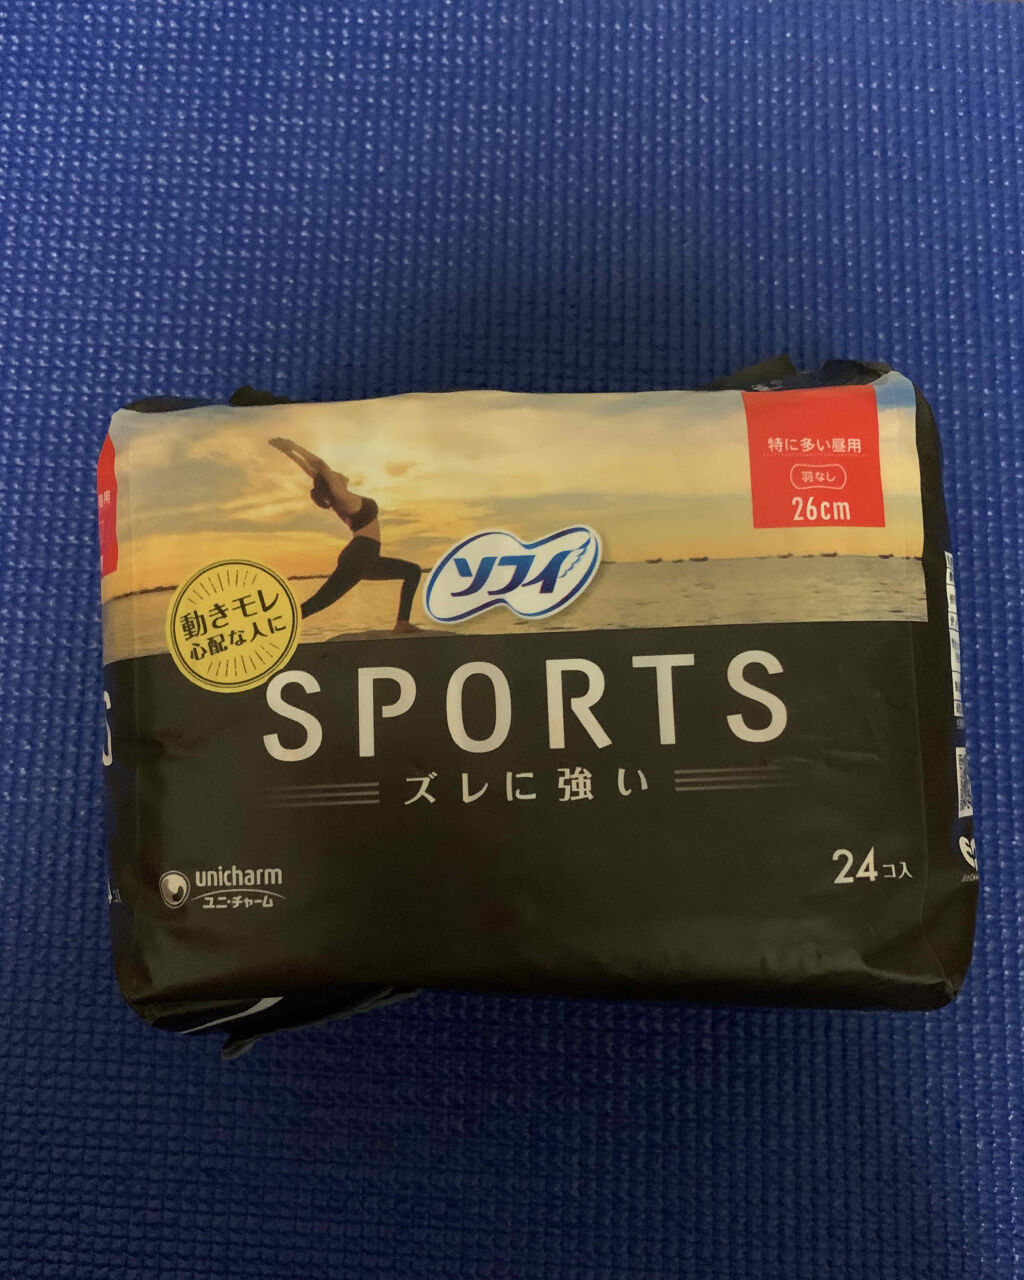 特に多い昼用
羽なし
26cm
昼用
ソフィ
動きモレ
心配な人に
SPORTS
S
ズレに強い
unicharm
ユニ・チャーム
24コ入